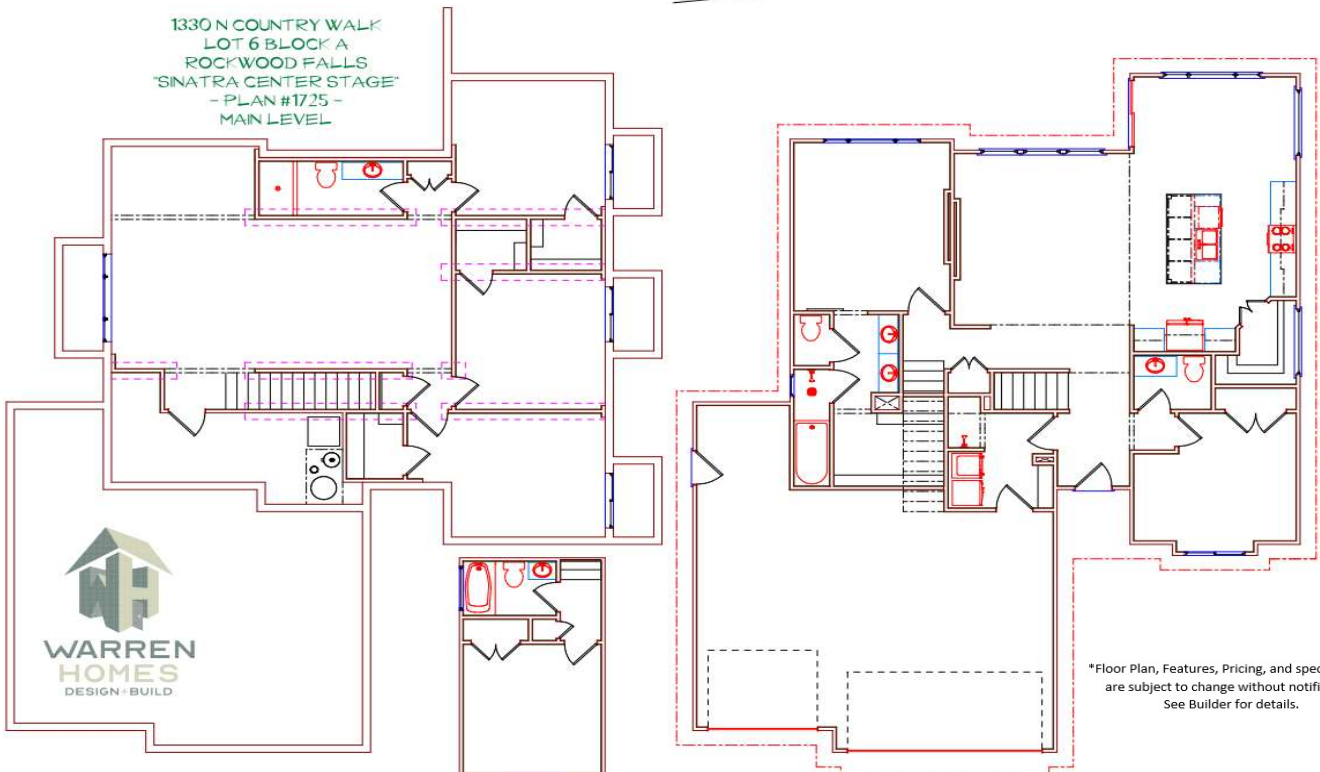 1330 N COUNTRY WALK
LOT 6 BLOCK A
ROCKWOOD FALLS
"SINATRA CENTER STAGE"
- PLAN #1725 -
MAIN LEVEL
WARREN
HOMES
DESIGN+BUILD
*Floor Plan, Features, Pricing, and spec
are subject to change without notifi
See Builder for details.